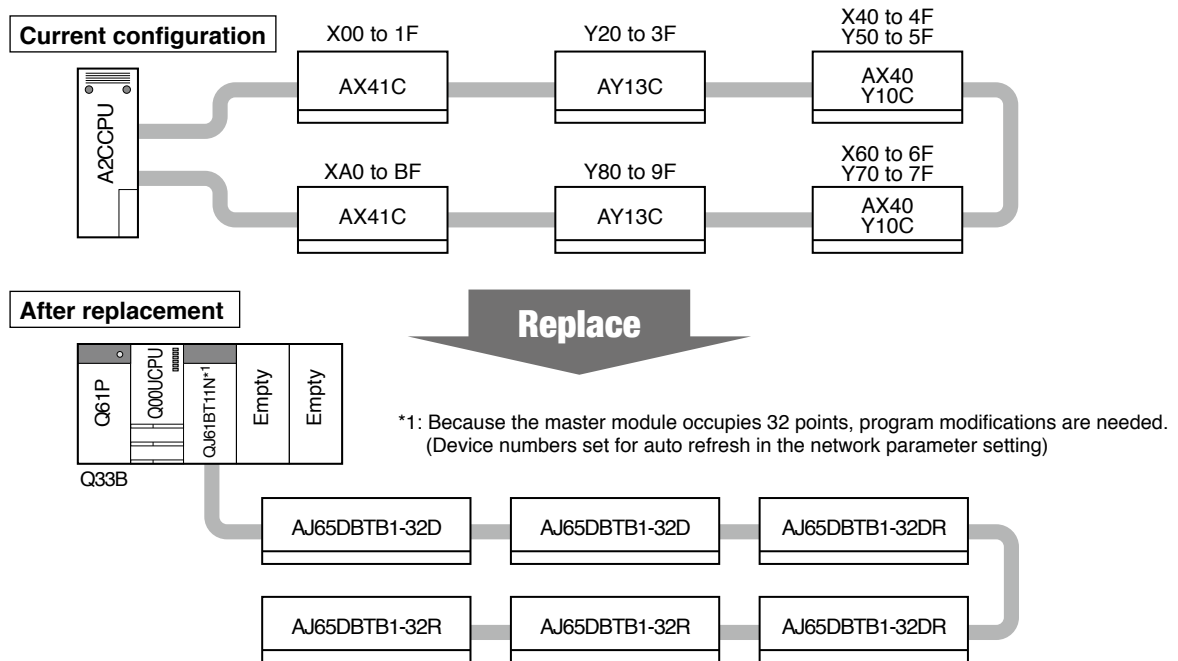 Current configuration
X00 to 1F
Y20 to 3F
X40 to 4F
Y50 to 5F
A2CCPU
AX41C
AY13C
AX40
Y10C
XA0 to BF
Y80 to 9F
X60 to 6F
Y70 to 7F
AX41C
AY13C
AX40
Y10C
After replacement
Replace
Q61P
Q00UCPU
QJ61BT11N*1
Empty
Empty
Q33B
*1: Because the master module occupies 32 points, program modifications are needed.
(Device numbers set for auto refresh in the network parameter setting)
AJ65DBTB1-32D
AJ65DBTB1-32D
AJ65DBTB1-32DR
AJ65DBTB1-32R
AJ65DBTB1-32R
AJ65DBTB1-32DR